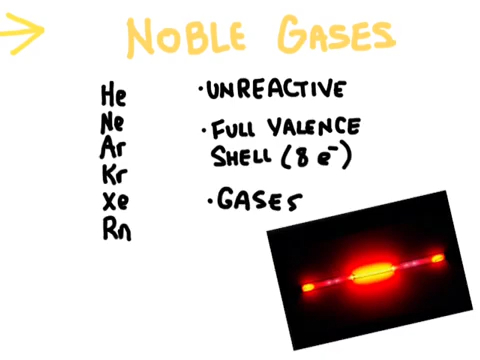 NOBLE GASES
He
Ne
Ar
Kr
Xe
Rn
· UNREACTIVE
· FULL VALENCE
SHELL (8 e⁻)
· GASES